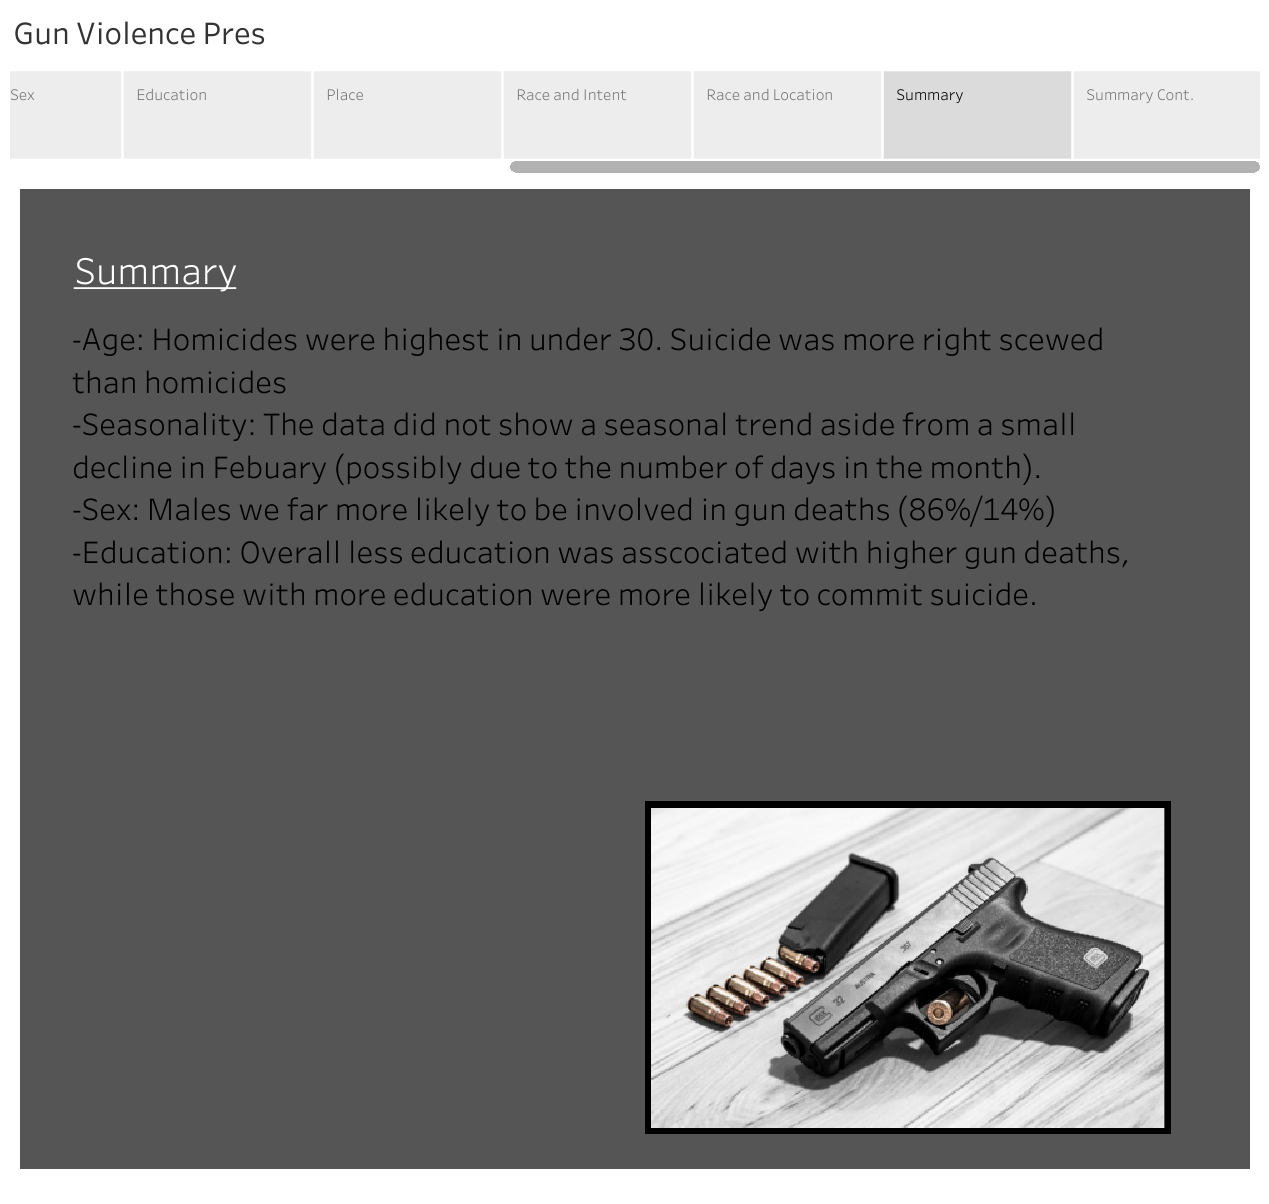 Gun Violence Pres
Sex
Education
Place
Race and Intent
Race and Location
Summary
Summary Cont.
Summary
-Age: Homicides were highest in under 30. Suicide was more right scewed
than homicides
-Seasonality: The data did not show a seasonal trend aside from a small
decline in Febuary (possibly due to the number of days in the month).
-Sex: Males we far more likely to be involved in gun deaths (86%/14%)
-Education: Overall less education was asscociated with higher gun deaths,
while those with more education were more likely to commit suicide.
GLOCK 32 AUSTRIA .357